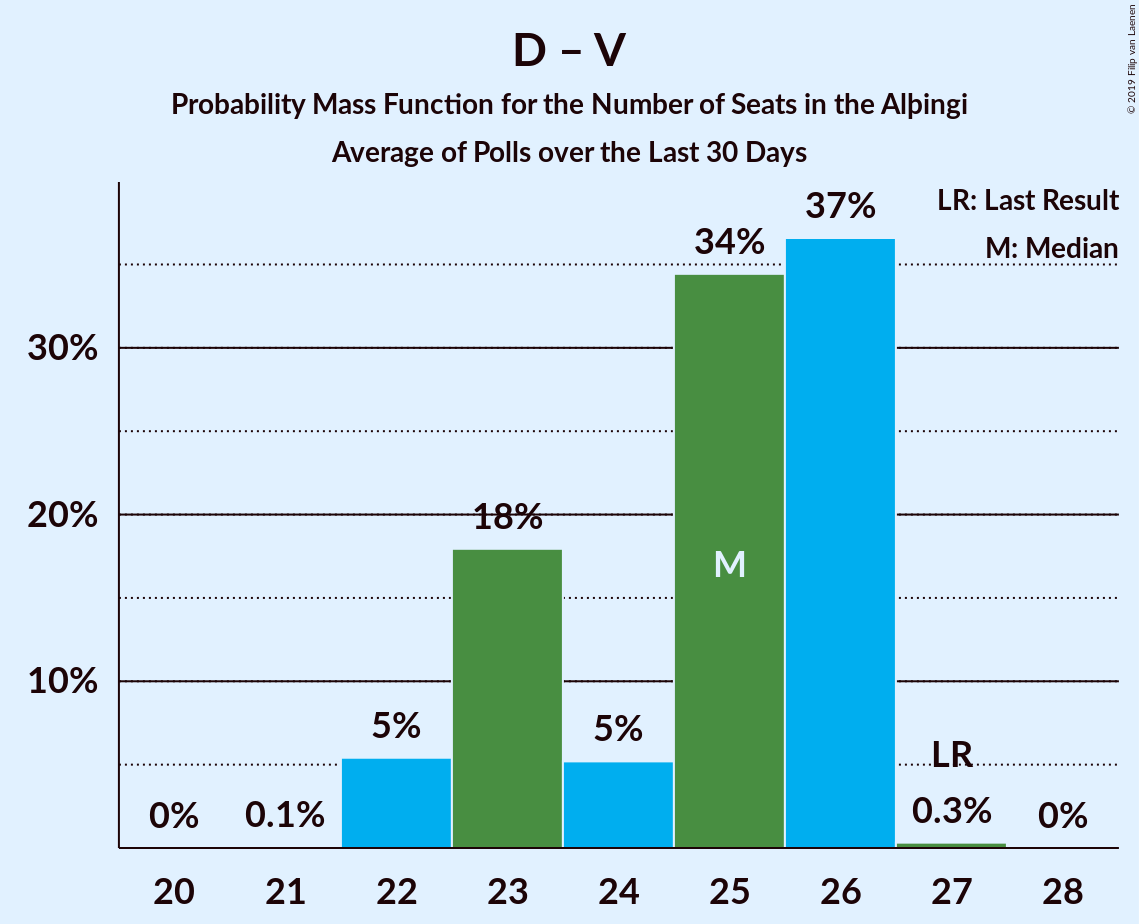 D – V
Probability Mass Function for the Number of Seats in the Alþingi
Average of Polls over the Last 30 Days
© 2019 Filip van Laenen
LR: Last Result
M: Median
30%
20%
10%
0%
0.1%
5%
18%
5%
34%
M
37%
LR
0.3%
0%
20 21 22 23 24 25 26 27 28